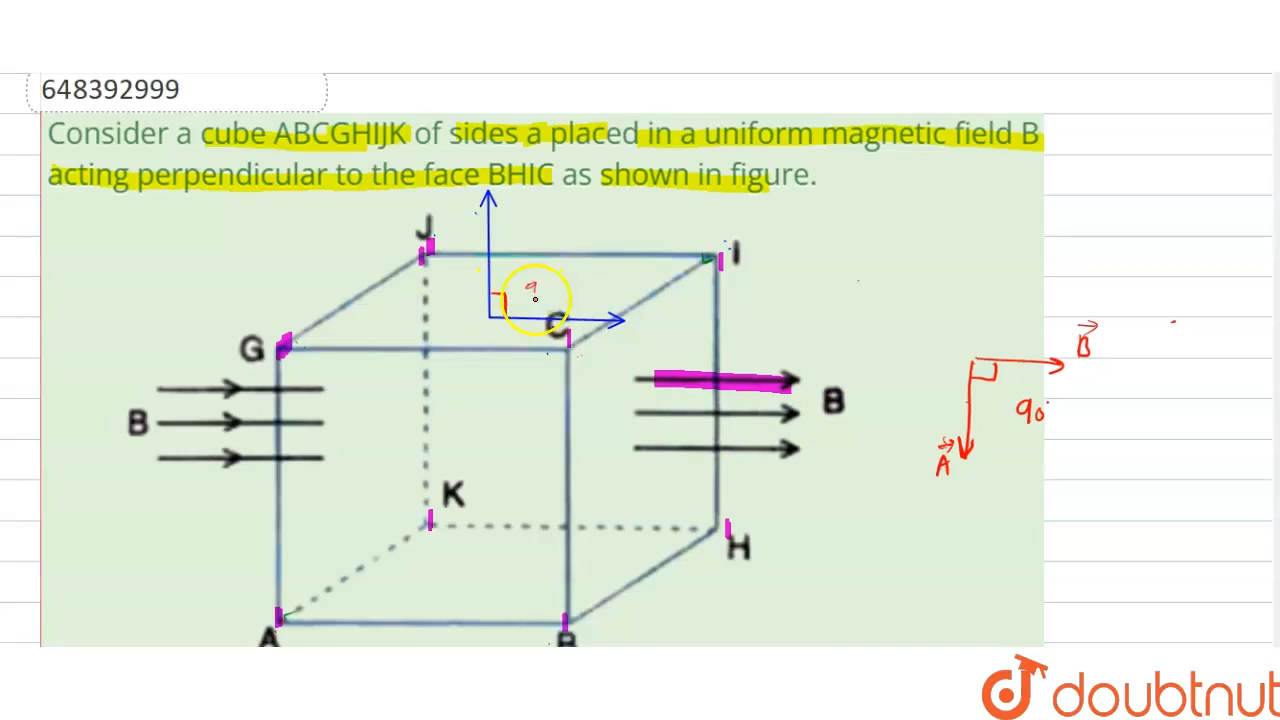 648392999
Consider a cube ABCGHIJK of sides a placed in a uniform magnetic field B
acting perpendicular to the face BHIC as shown in figure.
J
I
9
C
G
B
B
B
90°
A
K
H
A
B
doubtnut